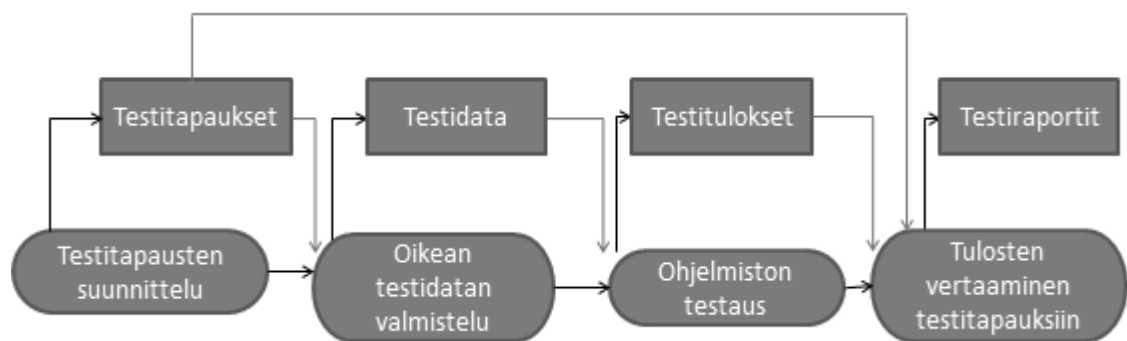 Testitapaukset
Testidata
Testitulokset
Testiraportit
Testitapausten
suunnittelu
Oikean
testidatan
valmistelu
Ohjelmiston
testaus
Tulosten
vertaaminen
testitapauksiin